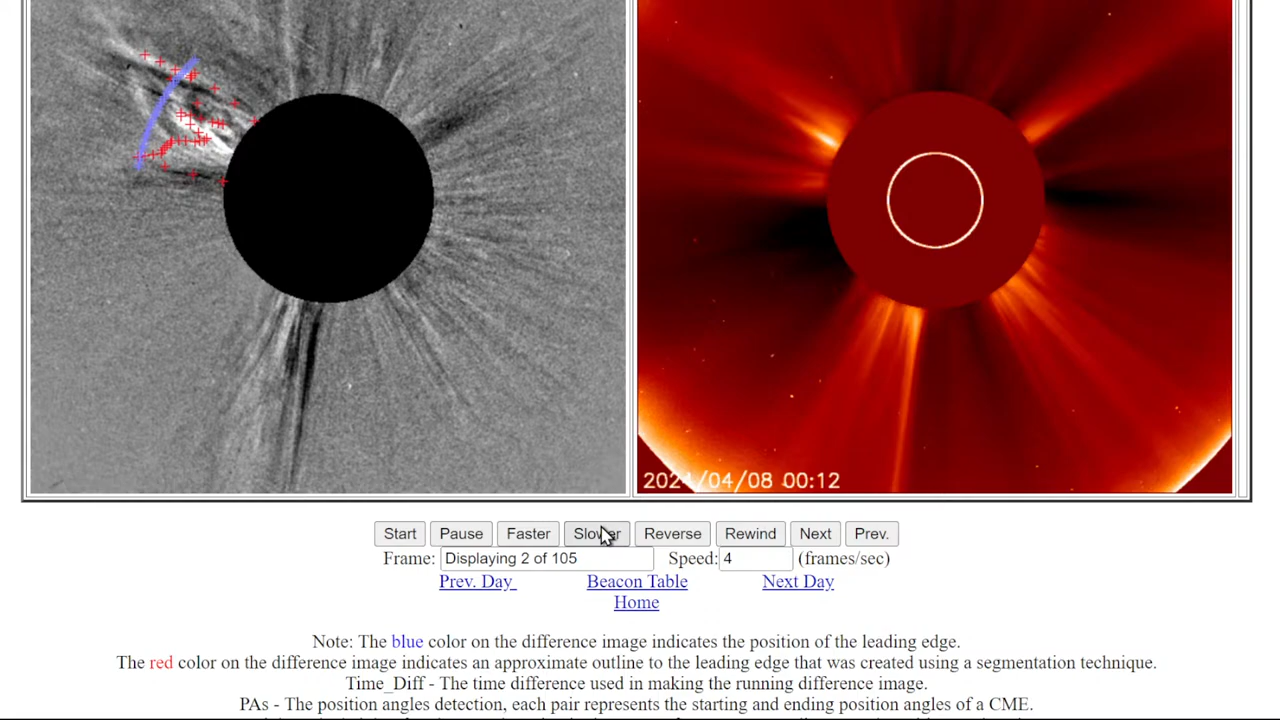 2024/04/08 00:12
Start Pause Faster Slower Reverse Rewind Next Prev.
Frame: Displaying 2 of 105 Speed: 4 (frames/sec)
Prev. Day Beacon Table Next Day
Home
Note: The blue color on the difference image indicates the position of the leading edge.
The red color on the difference image indicates an approximate outline to the leading edge that was created using a segmentation technique.
Time_Diff - The time difference used in making the running difference image.
PAs - The position angles detection, each pair represents the starting and ending position angles of a CME.